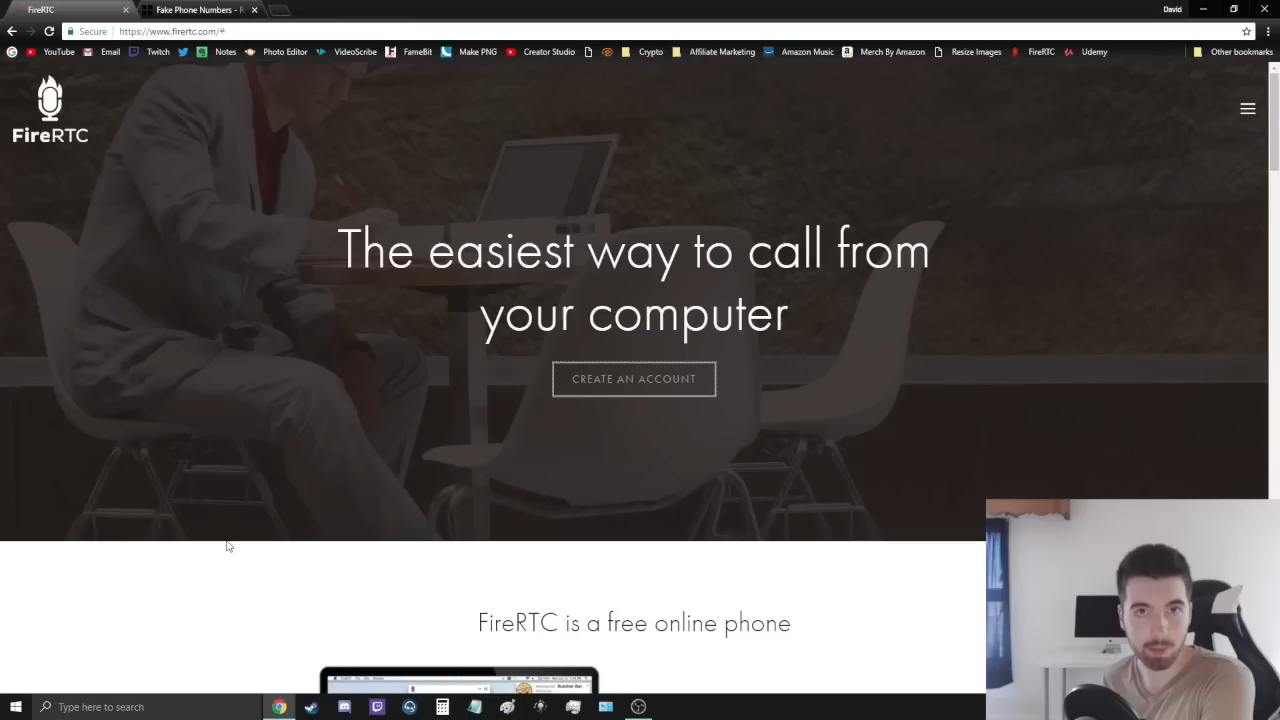 FireRTC
Fake Phone Numbers - R
David
Secure
https://www.firertc.com/#
YouTube
Email
Twitch
Twitter
Notes
Photo Editor
VideoScribe
FameBit
Make PNG
Creator Studio
Crypto
Affiliate Marketing
Amazon Music
Merch By Amazon
Resize Images
FireRTC
Udemy
Other bookmarks
FireRTC
The easiest way to call from
your computer
CREATE AN ACCOUNT
FireRTC is a free online phone
Type here to search